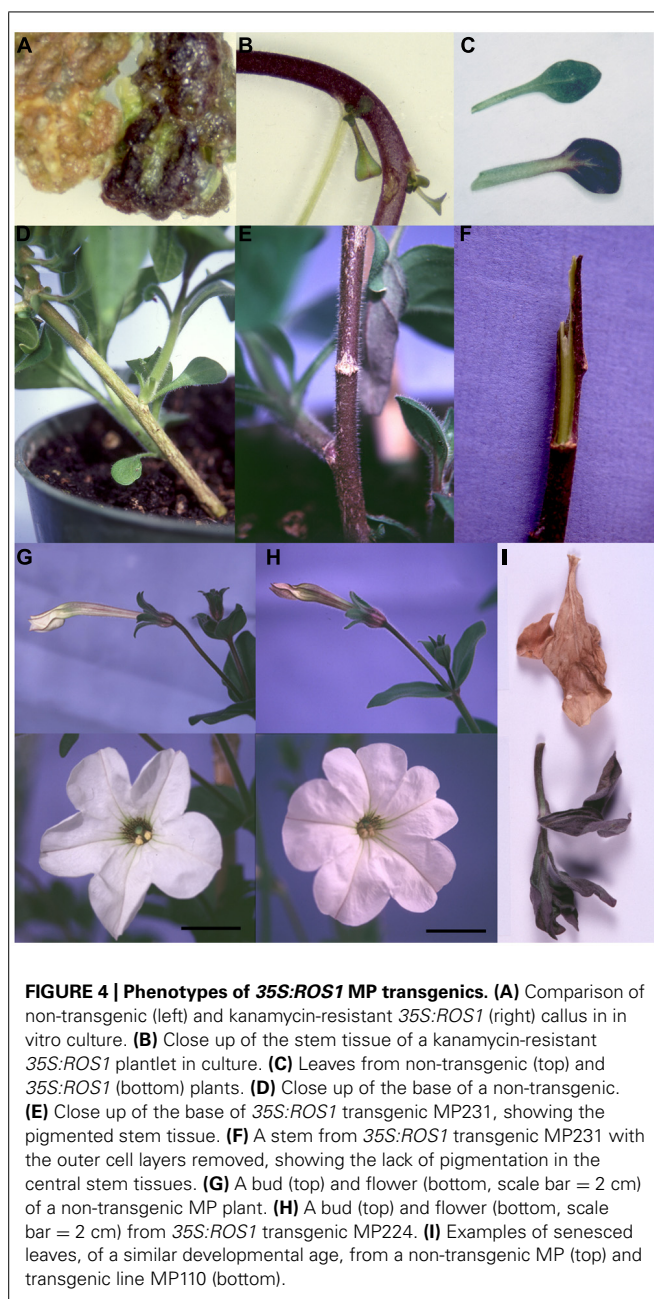 A
B
C
D
E
F
G
H
I
FIGURE 4 | Phenotypes of 35S:ROS1 MP transgenics. (A) Comparison of
non-transgenic (left) and kanamycin-resistant 35S:ROS1 (right) callus in in
vitro culture. (B) Close up of the stem tissue of a kanamycin-resistant
35S:ROS1 plantlet in culture. (C) Leaves from non-transgenic (top) and
35S:ROS1 (bottom) plants. (D) Close up of the base of a non-transgenic.
(E) Close up of the base of 35S:ROS1 transgenic MP231, showing the
pigmented stem tissue. (F) A stem from 35S:ROS1 transgenic MP231 with
the outer cell layers removed, showing the lack of pigmentation in the
central stem tissues. (G) A bud (top) and flower (bottom, scale bar = 2 cm)
of a non-transgenic MP plant. (H) A bud (top) and flower (bottom, scale
bar = 2 cm) from 35S:ROS1 transgenic MP224. (I) Examples of senesced
leaves, of a similar developmental age, from a non-transgenic MP (top) and
transgenic line MP110 (bottom).